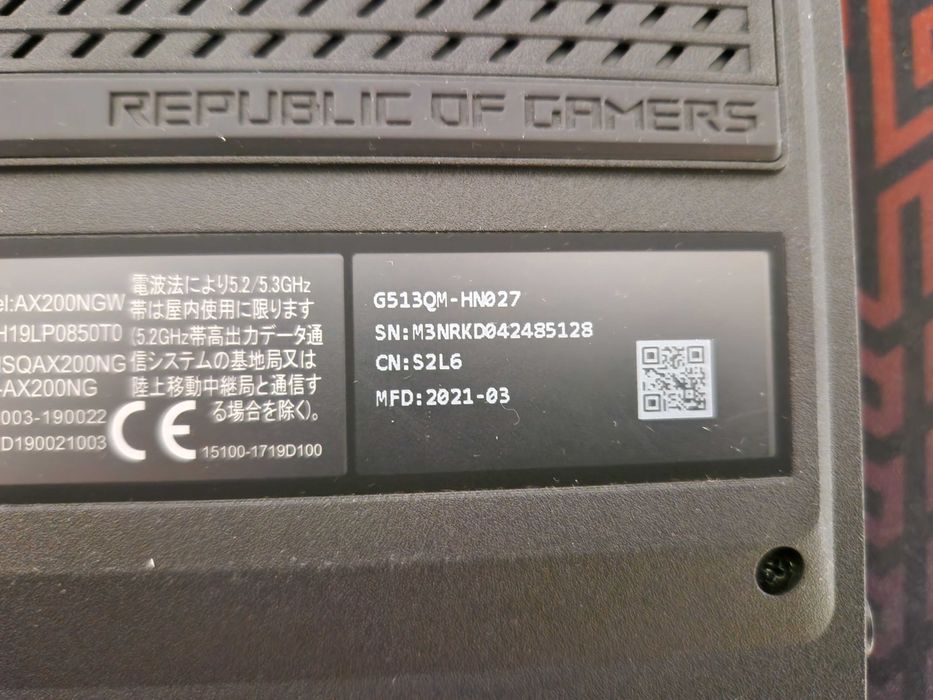 REPUBLIC OF GAMERS
el:AX200NGW
H19LP0850T0
SQAX200NG
-AX200NG
003-190022
D190021003
電波法により5.2/5.3GHz
帯は屋内使用に限ります
(5.2GHz帯高出力データ通
信システムの基地局又は
陸上移動中継局と通信す
る場合を除く)。
CE
15100-1719D100
G513QM-HN027
SN:M3NRKD042485128
CN:S2L6
MFD:2021-03